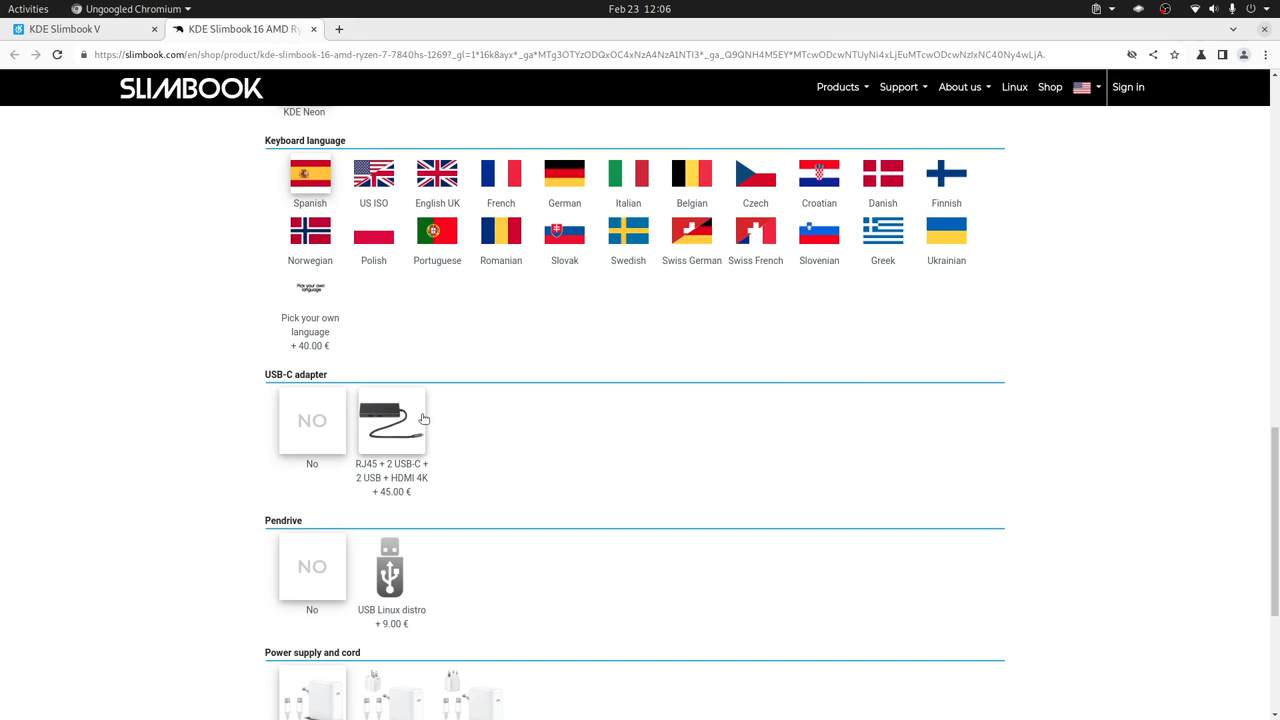 Activities
Ungoogled Chromium
Feb 23 12:06
KDE Slimbook V
KDE Slimbook 16 AMD Ry
https://slimbook.com/en/shop/product/kde-slimbook-16-amd-ryzen-7-7840hs-1269?_gl=1*16k8ayx*_ga*MTg3OTYzODQxOC4xNzA4NzA1NTI3*_ga_Q9QNH4M5EY*MTcwODcwNTUyNi4xLjEuMTcwODcwNzIxNC40Ny4wLjA.
SLIMBOOK
Products Support About us Linux Shop Sign in
KDE Neon
Keyboard language
Spanish US ISO English UK French German Italian Belgian Czech Croatian Danish Finnish
Norwegian Polish Portuguese Romanian Slovak Swedish Swiss German Swiss French Slovenian Greek Ukrainian
Pick your own
language
Pick your own
language
+ 40.00 €
USB-C adapter
NO
No
RJ45 + 2 USB-C +
2 USB + HDMI 4K
+ 45.00 €
Pendrive
NO
No
USB Linux distro
+ 9.00 €
Power supply and cord